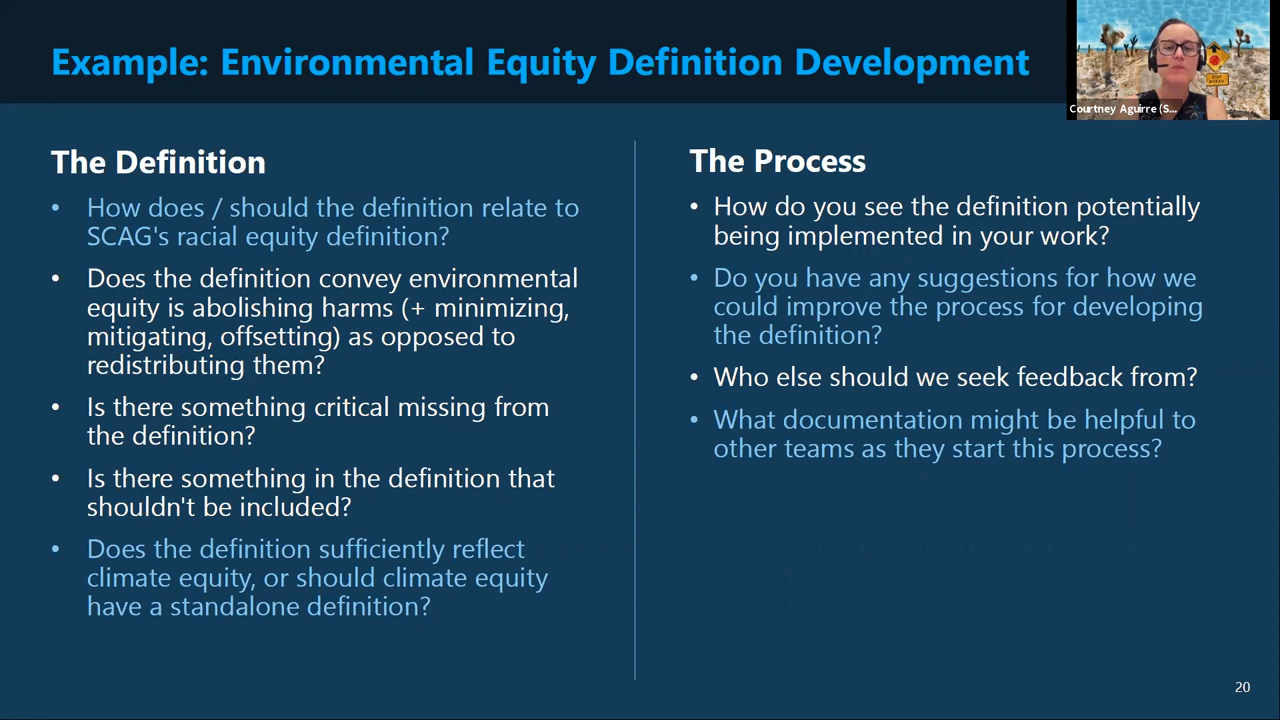 Example: Environmental Equity Definition Development
Courtney Aguirre (S...
The Definition
• How does / should the definition relate to
SCAG's racial equity definition?
• Does the definition convey environmental
equity is abolishing harms (+ minimizing,
mitigating, offsetting) as opposed to
redistributing them?
• Is there something critical missing from
the definition?
• Is there something in the definition that
shouldn't be included?
• Does the definition sufficiently reflect
climate equity, or should climate equity
have a standalone definition?
The Process
• How do you see the definition potentially
being implemented in your work?
• Do you have any suggestions for how we
could improve the process for developing
the definition?
• Who else should we seek feedback from?
• What documentation might be helpful to
other teams as they start this process?
20